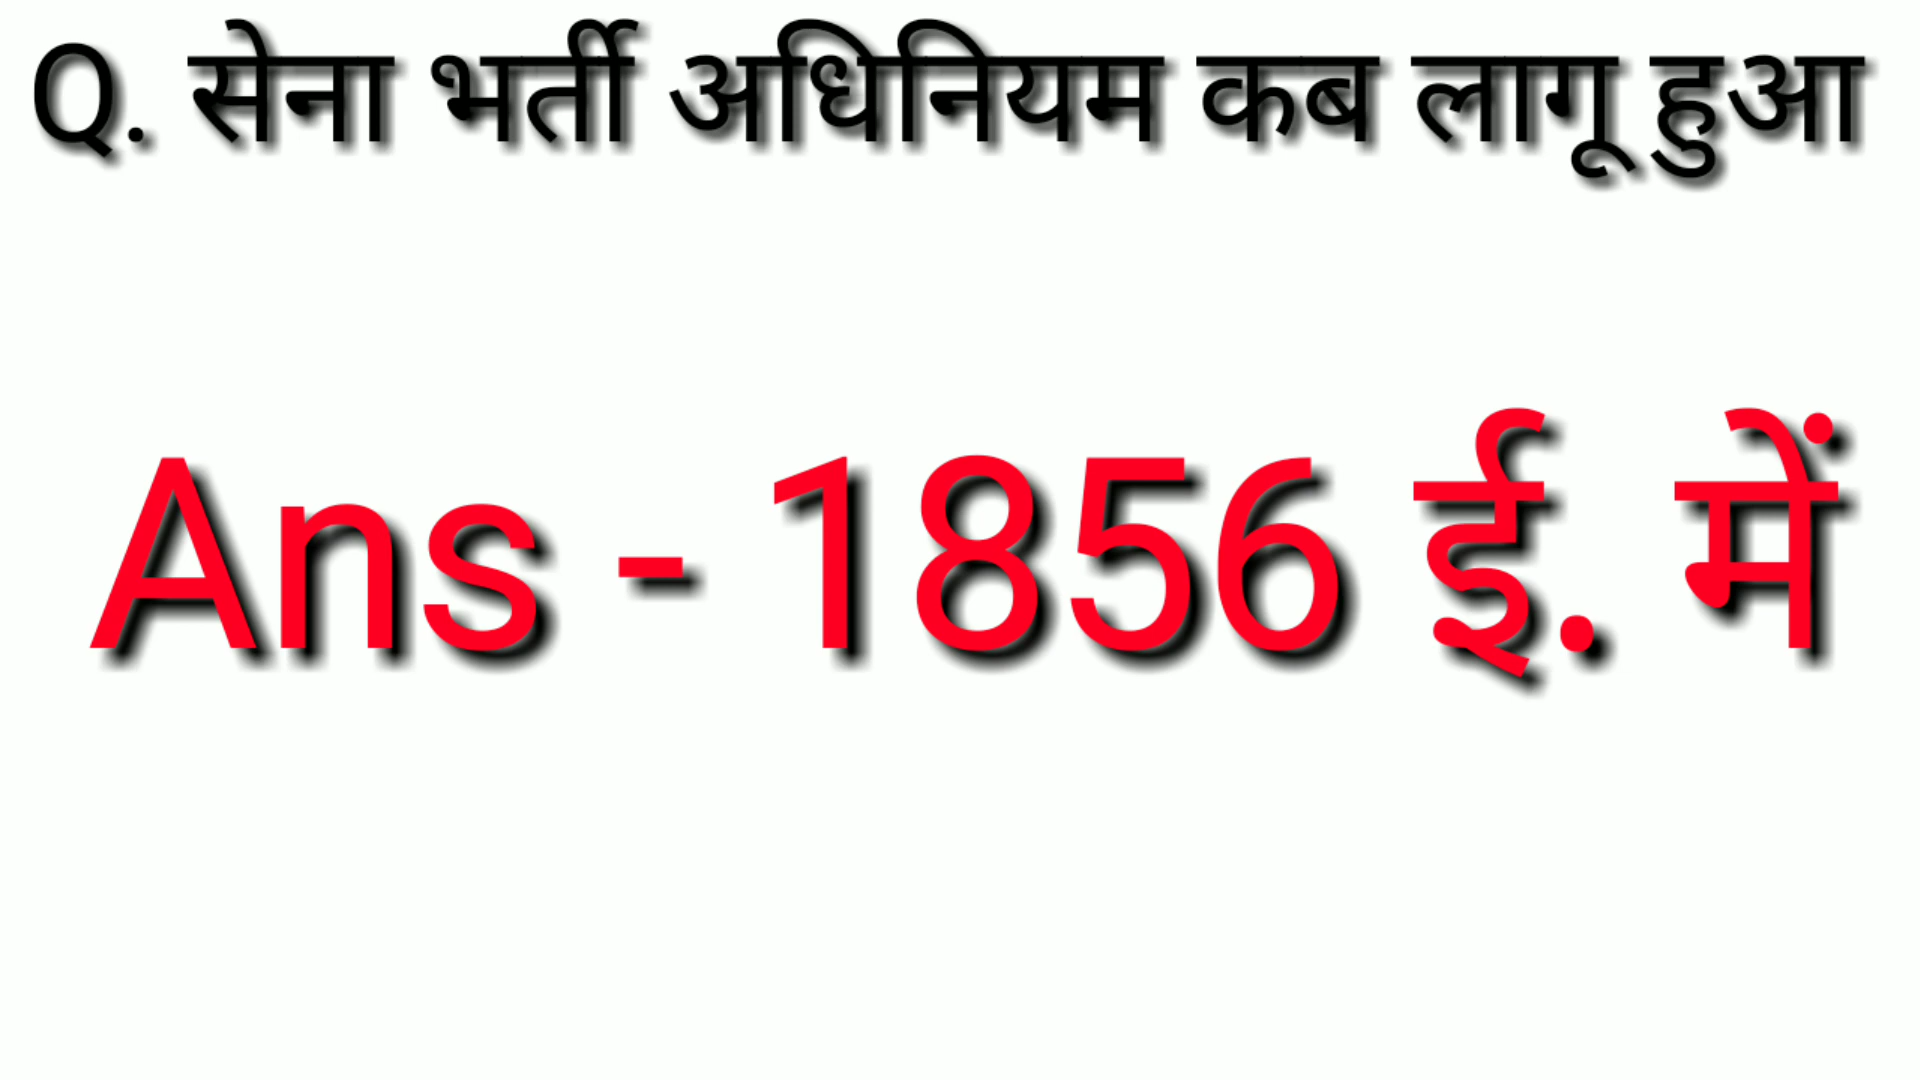 Q. सेना भर्ती अधिनियम कब लागू हुआ
Ans - 1856 ई. में